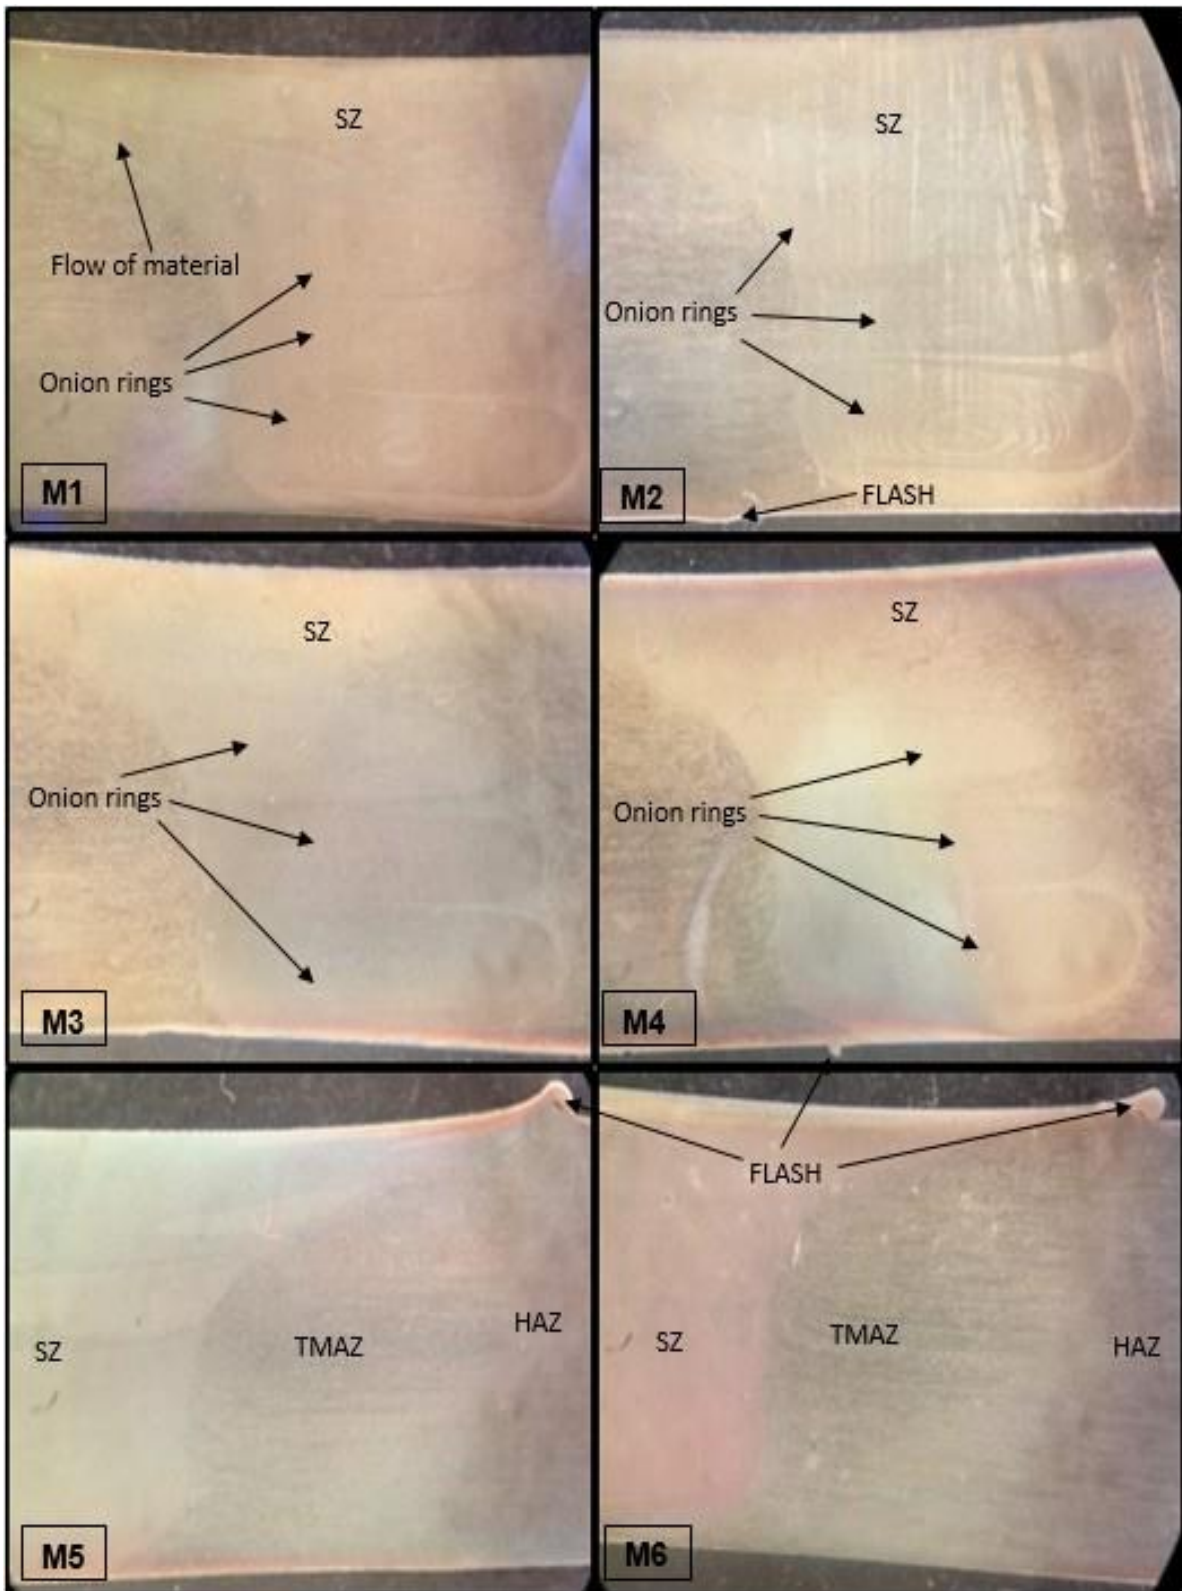 SZ
Flow of material
Onion rings
M1
SZ
Onion rings
FLASH
M2
SZ
Onion rings
M3
SZ
Onion rings
M4
FLASH
SZ
TMAZ
HAZ
M5
SZ
TMAZ
HAZ
M6